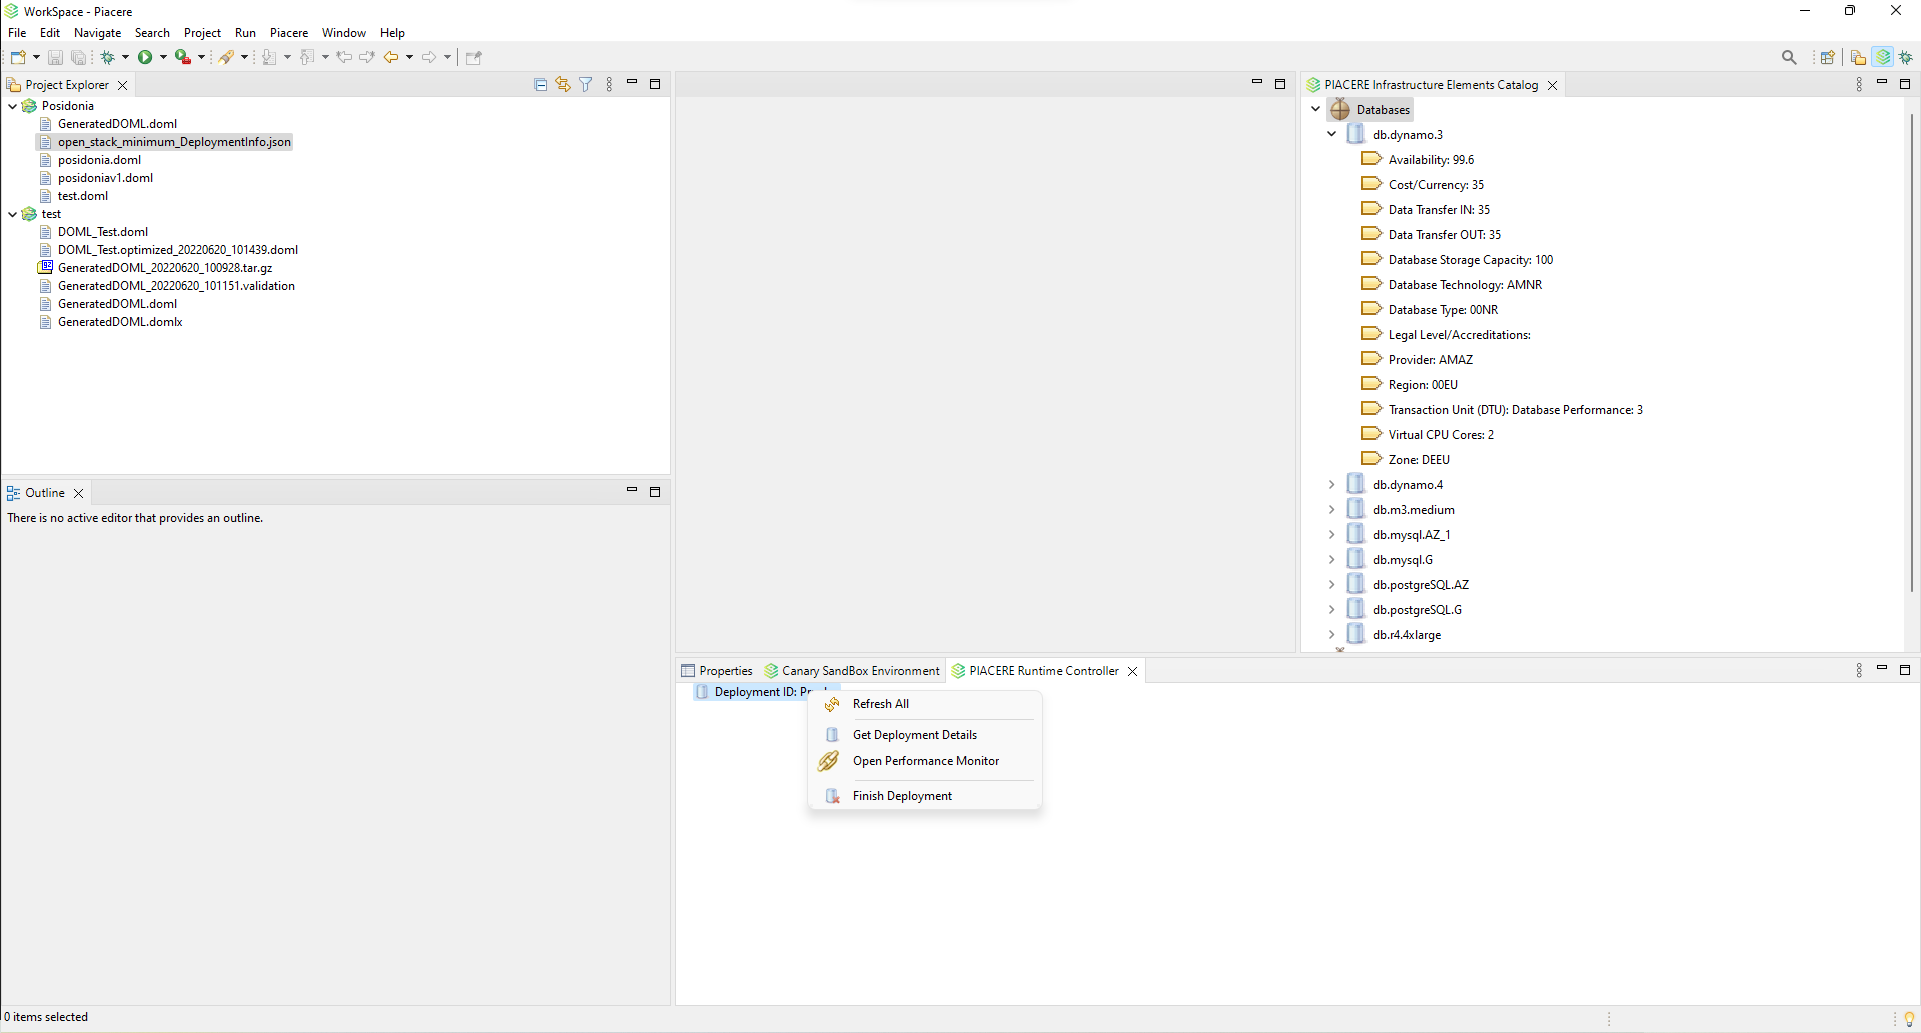 WorkSpace - Piacere
File Edit Navigate Search Project Run Piacere Window Help
Project Explorer
Posidonia
GeneratedDOML.doml
open_stack_minimum_DeploymentInfo.json
posidonia.doml
posidoniav1.doml
test.doml
test
DOML_Test.doml
DOML_Test.optimized_20220620_101439.doml
GeneratedDOML_20220620_100928.tar.gz
GeneratedDOML_20220620_101151.validation
GeneratedDOML.doml
GeneratedDOML.domlx
Outline
There is no active editor that provides an outline.
PIACERE Infrastructure Elements Catalog
Databases
db.dynamo.3
Availability: 99.6
Cost/Currency: 35
Data Transfer IN: 35
Data Transfer OUT: 35
Database Storage Capacity: 100
Database Technology: AMNR
Database Type: 00NR
Legal Level/Accreditations:
Provider: AMAZ
Region: 00EU
Transaction Unit (DTU): Database Performance: 3
Virtual CPU Cores: 2
Zone: DEEU
db.dynamo.4
db.m3.medium
db.mysql.AZ_1
db.mysql.G
db.postgreSQL.AZ
db.postgreSQL.G
db.r4.4xlarge
Properties Canary SandBox Environment PIACERE Runtime Controller
Deployment ID:
Refresh All
Get Deployment Details
Open Performance Monitor
Finish Deployment
0 items selected